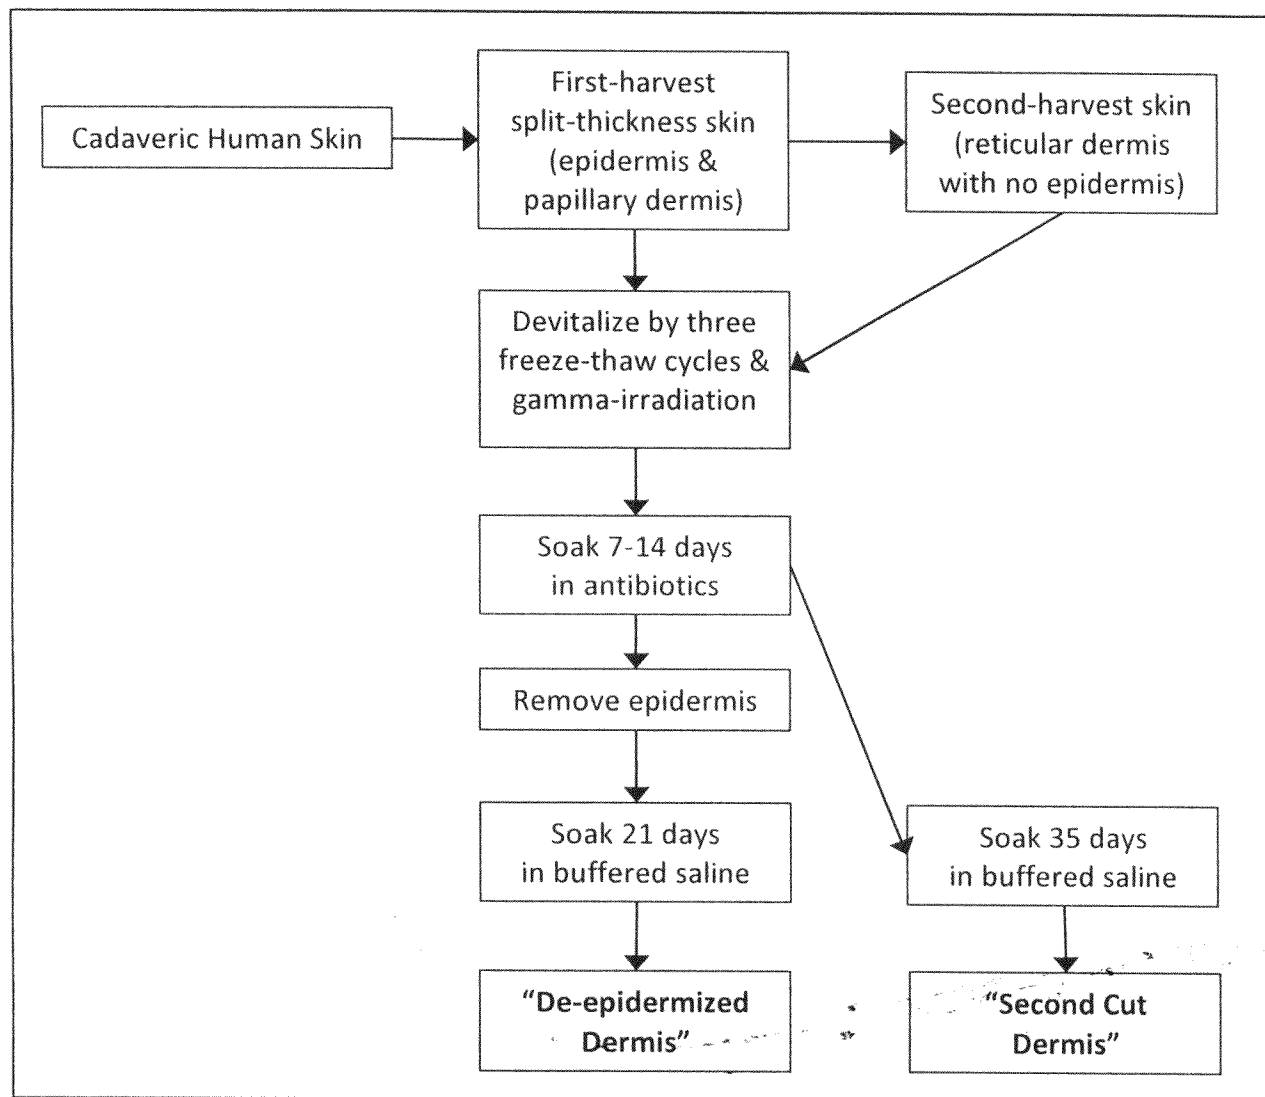 Cadaveric Human Skin
First-harvest
split-thickness skin
(epidermis &
papillary dermis)
Second-harvest skin
(reticular dermis
with no epidermis)
Devitalize by three
freeze-thaw cycles &
gamma-irradiation
Soak 7-14 days
in antibiotics
Remove epidermis
Soak 21 days
in buffered saline
Soak 35 days
in buffered saline
“De-epidermized
Dermis”
“Second Cut
Dermis”